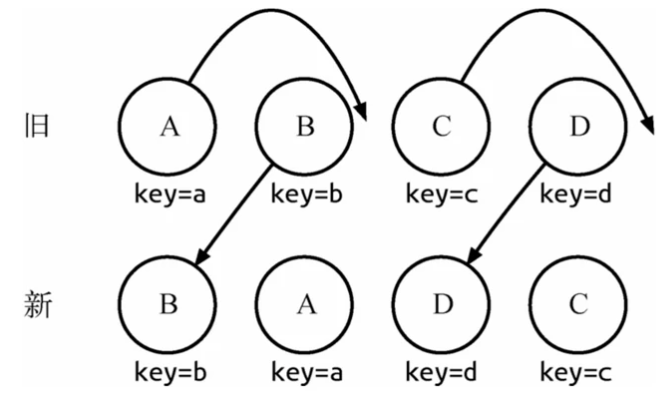 旧 A B C D
key=a key=b key=c key=d
新 B A D C
key=b key=a key=d key=c